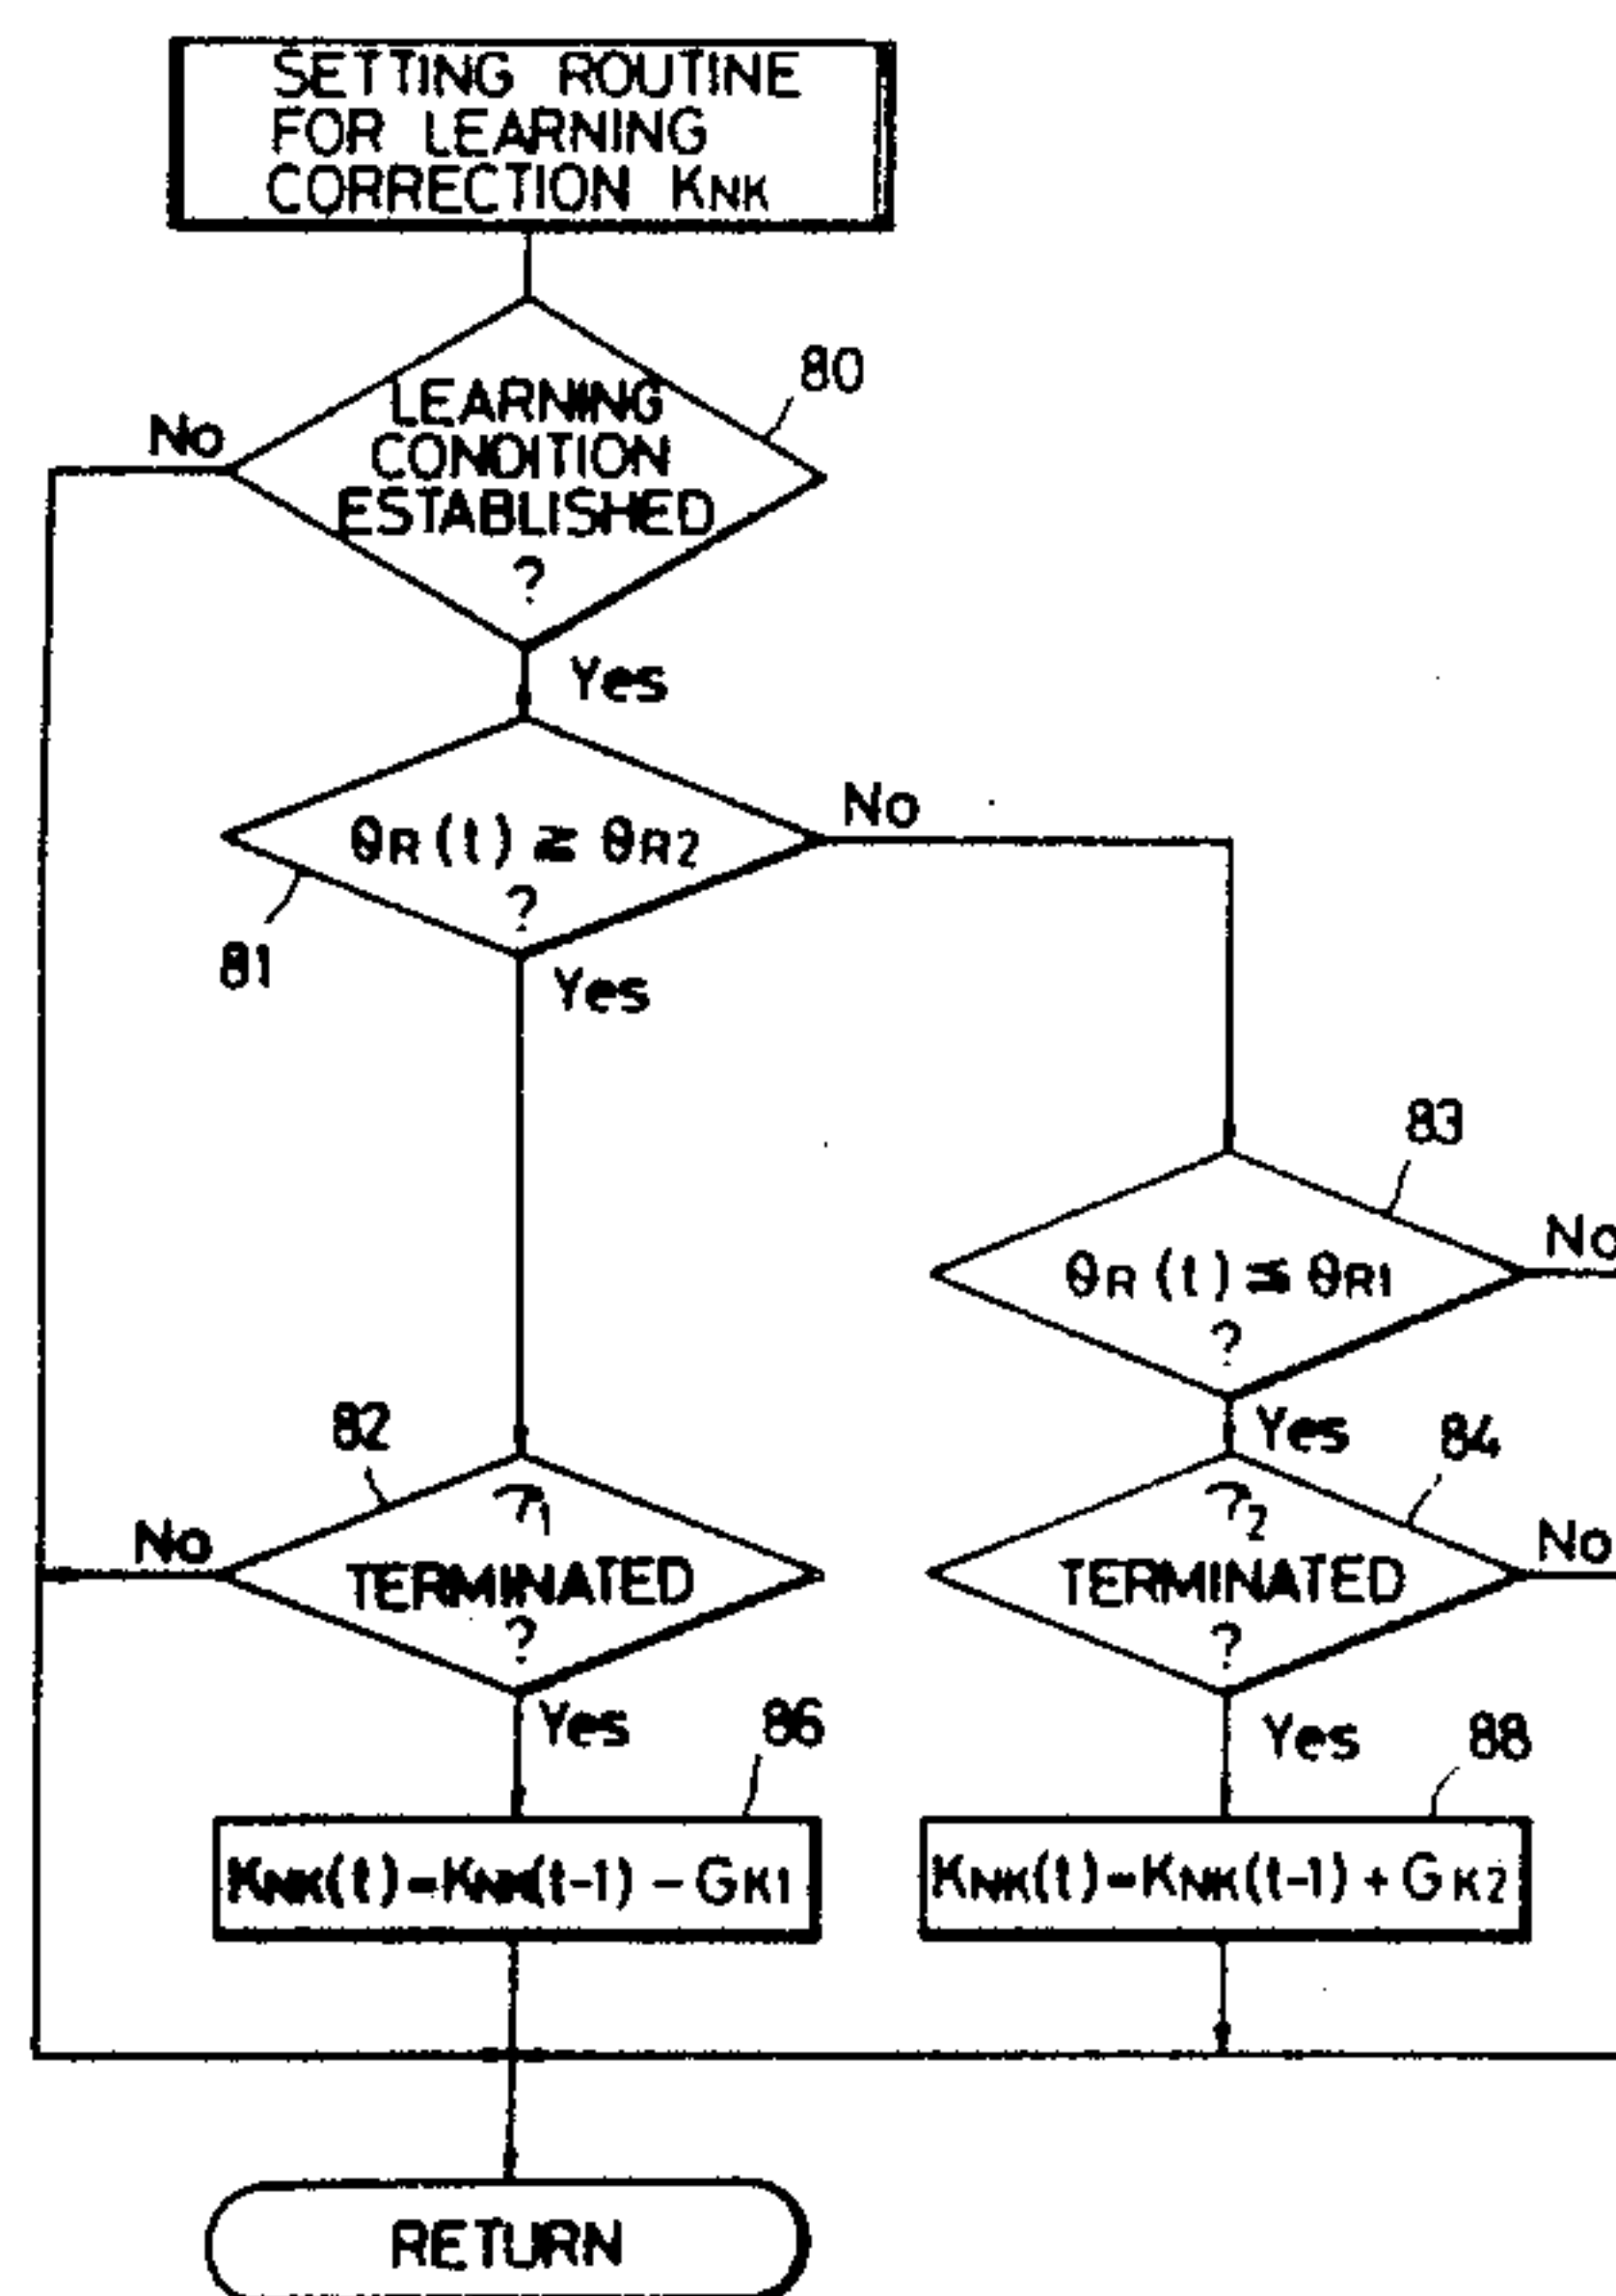 SETTING ROUTINE
FOR LEARNING
CORRECTION KNK
80
LEARNING
CONDITION
ESTABLISHED
?
No
Yes
θR(t) ≧ θR2
?
No
81
Yes
83
θR(t) ≦ θR1
?
No
Yes
82
τ1
TERMINATED
?
No
Yes
84
τ2
TERMINATED
?
No
Yes
86
KNK(t)=KNK(t-1) - GK1
88
KNK(t)=KNK(t-1) + GK2
RETURN